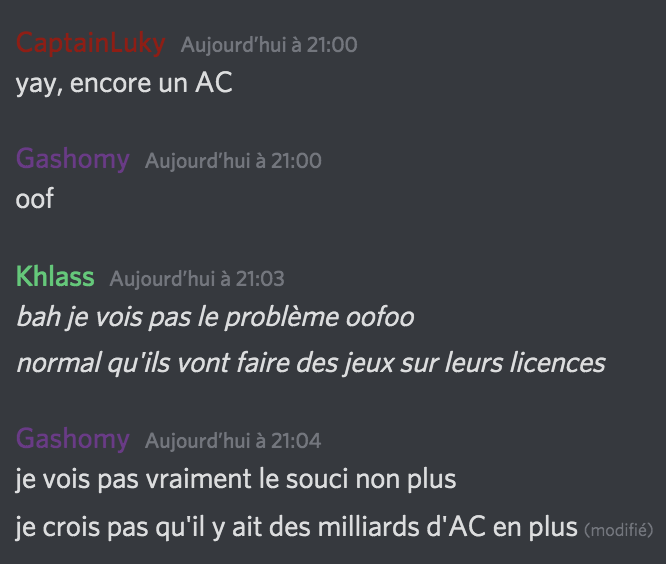 CaptainLuky Aujourd'hui à 21:00
yay, encore un AC
Gashomy Aujourd'hui à 21:00
oof
Khlass Aujourd'hui à 21:03
bah je vois pas le problème oofoo
normal qu'ils vont faire des jeux sur leurs licences
Gashomy Aujourd'hui à 21:04
je vois pas vraiment le souci non plus
je crois pas qu'il y ait des milliards d'AC en plus (modifié)